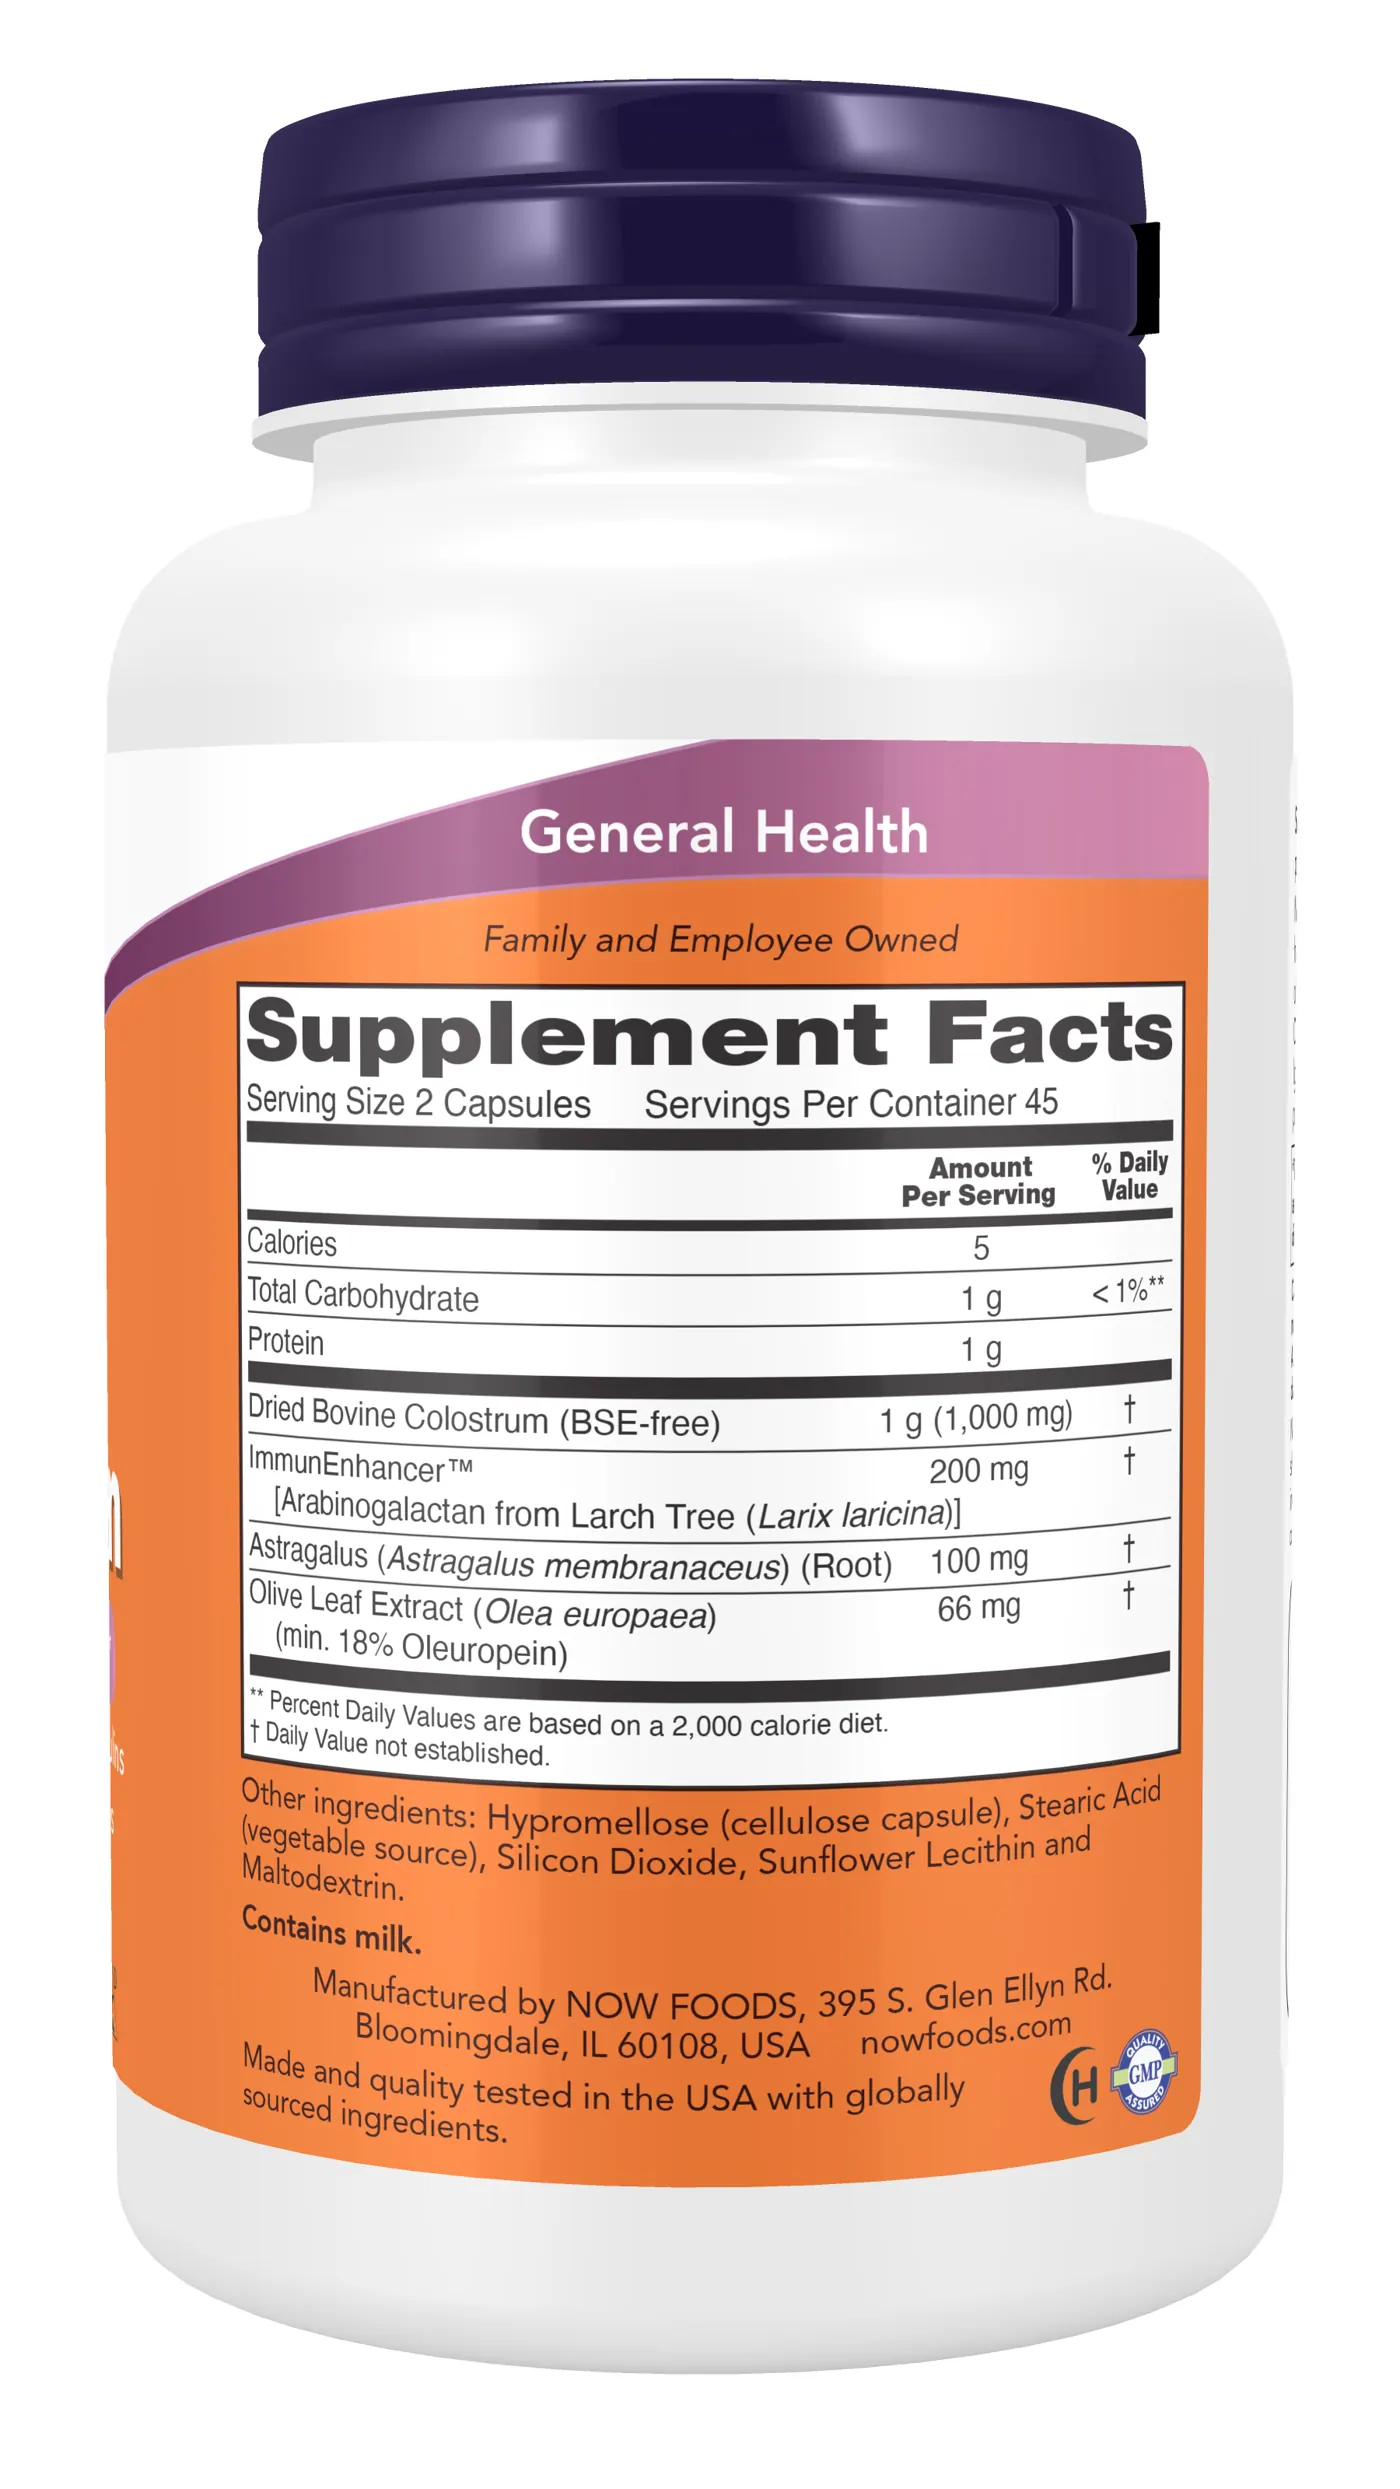 General Health
Family and Employee Owned
Supplement Facts
Serving Size 2 Capsules Servings Per Container 45
Amount Per Serving % Daily Value
Calories 5
Total Carbohydrate 1 g < 1%**
Protein 1 g
Dried Bovine Colostrum (BSE-free) 1 g (1,000 mg) †
ImmunEnhancer™ 200 mg †
[Arabinogalactan from Larch Tree (Larix laricina)]
Astragalus (Astragalus membranaceus) (Root) 100 mg †
Olive Leaf Extract (Olea europaea) 66 mg †
(min. 18% Oleuropein)
** Percent Daily Values are based on a 2,000 calorie diet.
† Daily Value not established.
Other ingredients: Hypromellose (cellulose capsule), Stearic Acid
(vegetable source), Silicon Dioxide, Sunflower Lecithin and
Maltodextrin.
Contains milk.
Manufactured by NOW FOODS, 395 S. Glen Ellyn Rd.
Bloomingdale, IL 60108, USA nowfoods.com
Made and quality tested in the USA with globally
sourced ingredients.
H
QUALITY
GMP
ASSURED